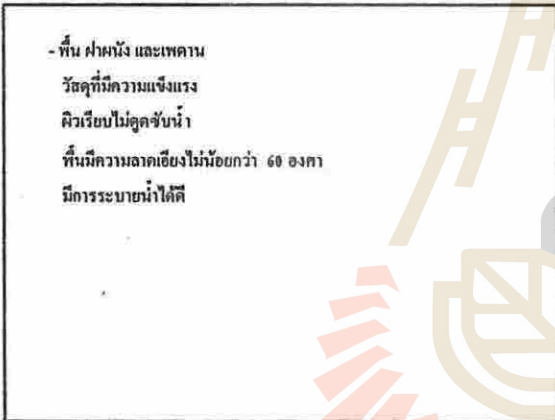 - พื้น ฝาผนัง และเพดาน
วัสดุที่มีความแข็งแรง
ผิวเรียบไม่ดูดซับน้ำ
พื้นมีความลาดเอียงไม่น้อยกว่า 60 องศา
มีการระบายน้ำได้ดี